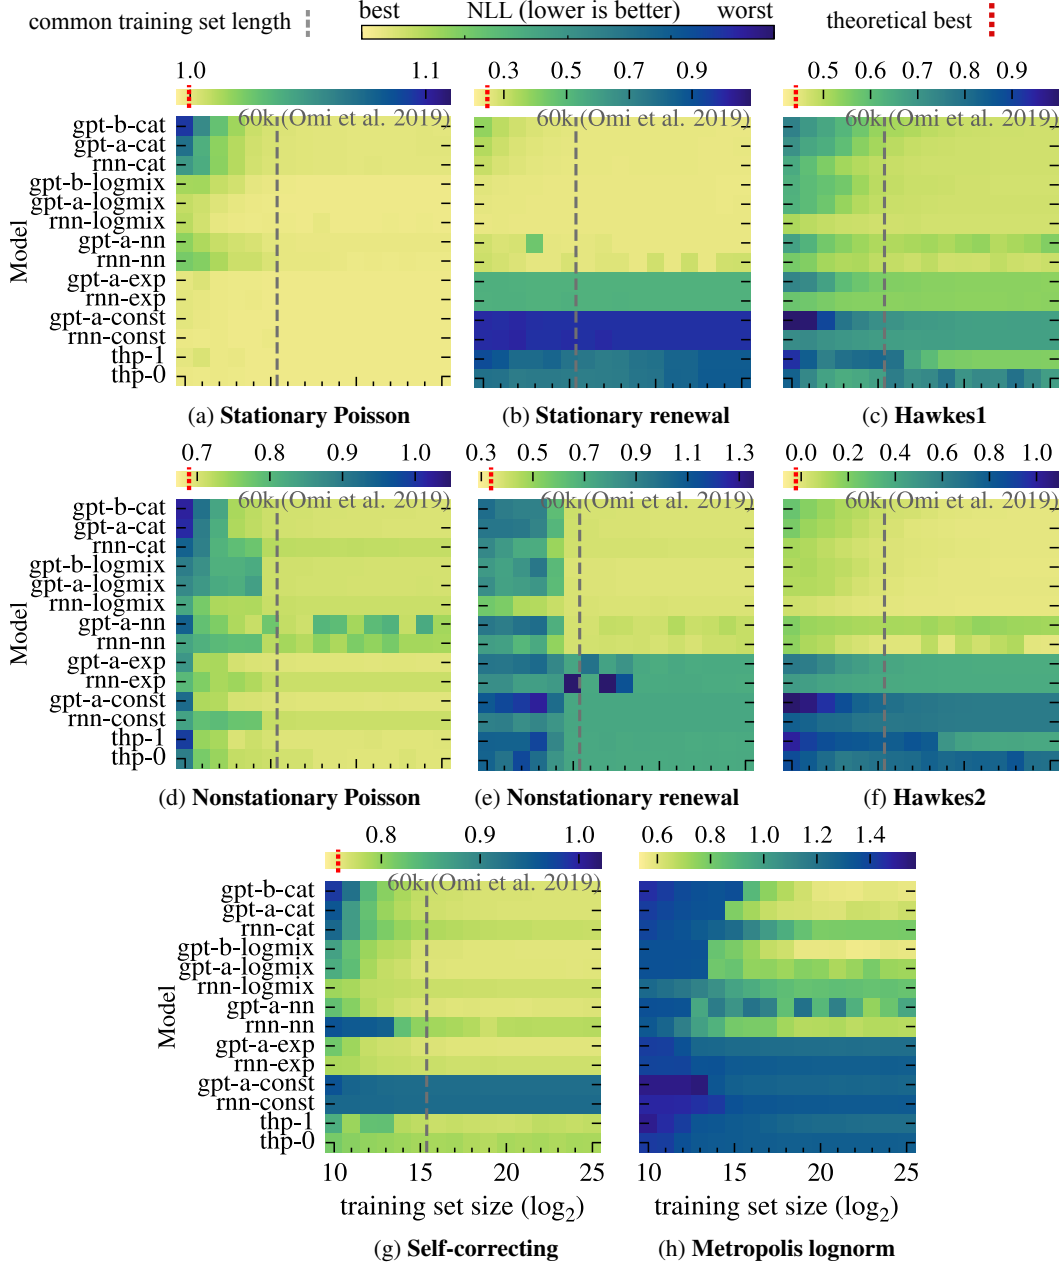 common training set length
best NLL (lower is better) worst
theoretical best
1.0 1.1
0.3 0.5 0.7 0.9
0.5 0.6 0.7 0.8 0.9
60k (Omi et al. 2019)
60k (Omi et al. 2019)
60k (Omi et al. 2019)
Model
gpt-b-cat
gpt-a-cat
rnn-cat
gpt-b-logmix
gpt-a-logmix
rnn-logmix
gpt-a-nn
rnn-nn
gpt-a-exp
rnn-exp
gpt-a-const
rnn-const
thp-1
thp-0
(a) Stationary Poisson
(b) Stationary renewal
(c) Hawkes1
0.7 0.8 0.9 1.0
0.3 0.5 0.7 0.9 1.1 1.3
0.0 0.2 0.4 0.6 0.8 1.0
60k (Omi et al. 2019)
60k (Omi et al. 2019)
60k (Omi et al. 2019)
Model
gpt-b-cat
gpt-a-cat
rnn-cat
gpt-b-logmix
gpt-a-logmix
rnn-logmix
gpt-a-nn
rnn-nn
gpt-a-exp
rnn-exp
gpt-a-const
rnn-const
thp-1
thp-0
(d) Nonstationary Poisson
(e) Nonstationary renewal
(f) Hawkes2
0.8 0.9 1.0
0.6 0.8 1.0 1.2 1.4
60k (Omi et al. 2019)
Model
gpt-b-cat
gpt-a-cat
rnn-cat
gpt-b-logmix
gpt-a-logmix
rnn-logmix
gpt-a-nn
rnn-nn
gpt-a-exp
rnn-exp
gpt-a-const
rnn-const
thp-1
thp-0
10 15 20 25
10 15 20 25
training set size (log2)
training set size (log2)
(g) Self-correcting
(h) Metropolis lognorm